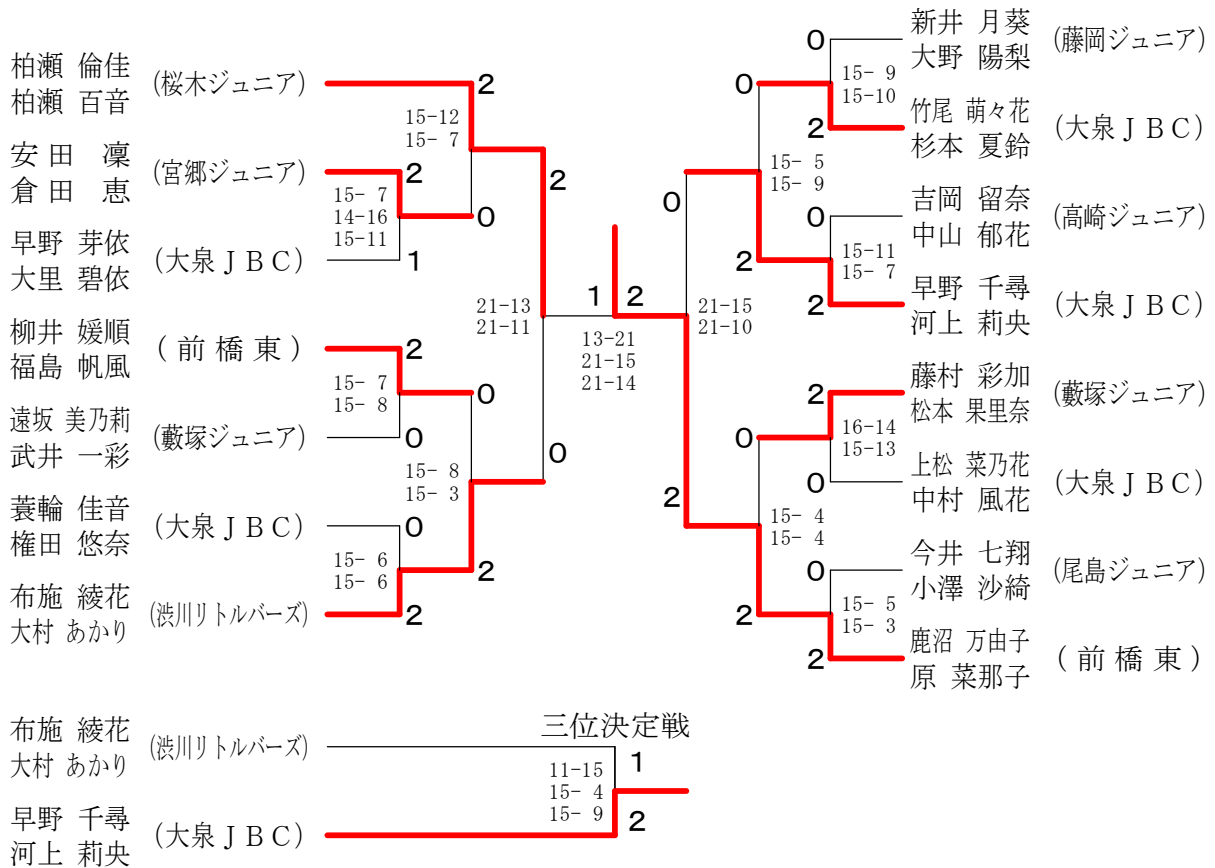 柏瀬 倫佳
柏瀬 百音
(桜木ジュニア)
2
15-12
15- 7
安田 凜
倉田 恵
(宮郷ジュニア)
2
0
15- 7
14-16
15-11
早野 芽依
大里 碧依
(大泉ＪＢＣ)
1
2
21-13
21-11
柳井 媛順
福島 帆風
(前橋東)
2
0
15- 7
15- 8
遠坂 美乃莉
武井 一彩
(藪塚ジュニア)
0
15- 8
15- 3
0
蓑輪 佳音
権田 悠奈
(大泉ＪＢＣ)
0
15- 6
15- 6
2
布施 綾花
大村 あかり
(渋川リトルバーズ)
2
1
2
13-21
21-15
21-14
0
新井 月葵
大野 陽梨
(藤岡ジュニア)
0
15- 9
15-10
2
竹尾 萌々花
杉本 夏鈴
(大泉ＪＢＣ)
15- 5
15- 9
0
0
吉岡 留奈
中山 郁花
(高崎ジュニア)
2
15-11
15- 7
2
早野 千尋
河上 莉央
(大泉ＪＢＣ)
21-15
21-10
2
藤村 彩加
松本 果里奈
(藪塚ジュニア)
0
16-14
15-13
0
上松 菜乃花
中村 風花
(大泉ＪＢＣ)
2
15- 4
15- 4
0
今井 七翔
小澤 沙綺
(尾島ジュニア)
2
15- 5
15- 3
2
鹿沼 万由子
原 菜那子
(前橋東)
三位決定戦
布施 綾花
大村 あかり
(渋川リトルバーズ)
1
11-15
15- 4
15- 9
早野 千尋
河上 莉央
(大泉ＪＢＣ)
2